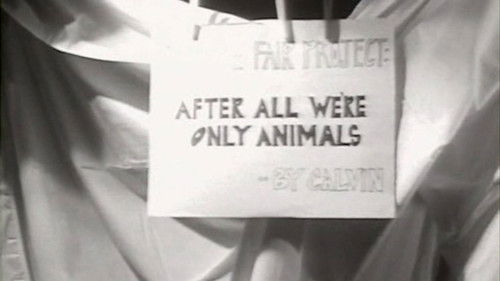 FAIR PROJECT:
AFTER ALL WE'RE
ONLY ANIMALS
- BY CALVIN